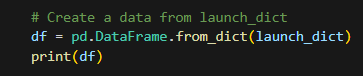 # Create a data from launch_dict
df = pd.DataFrame.from_dict(launch_dict)
print(df)